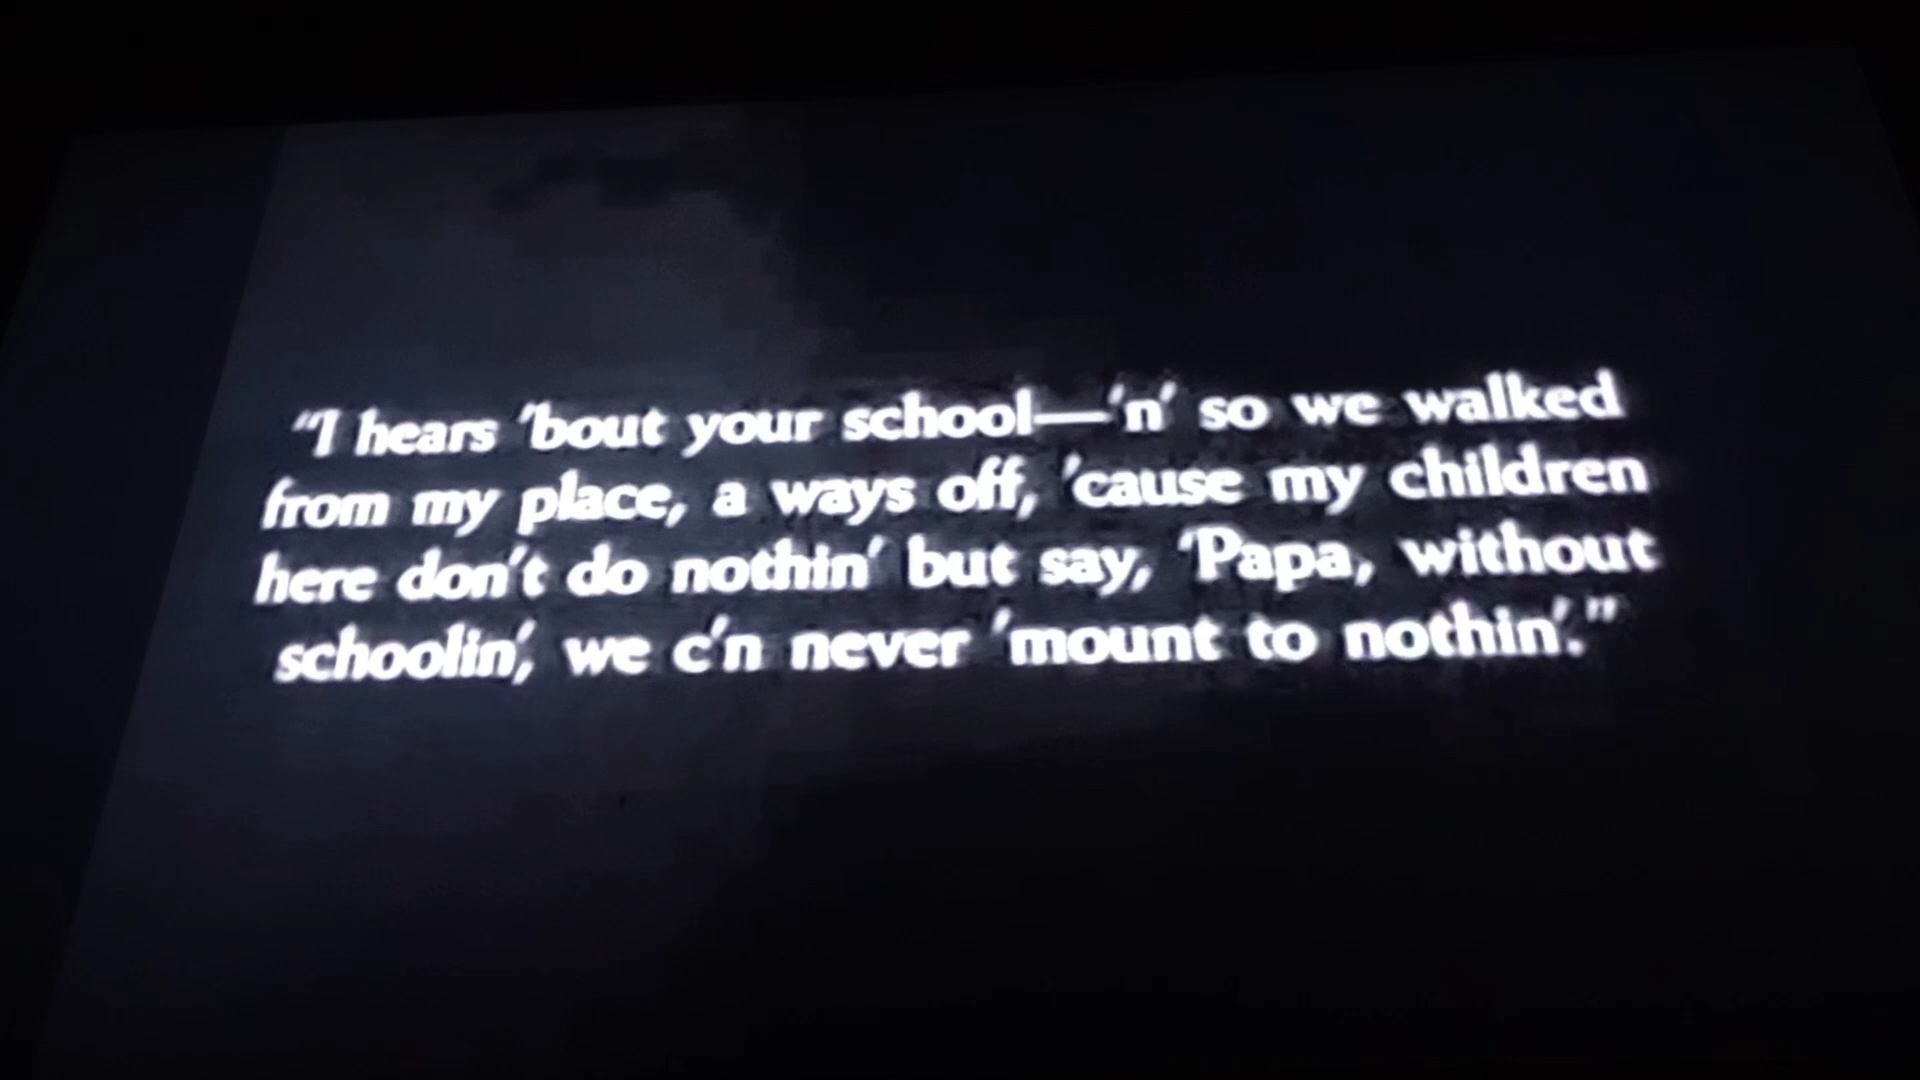 "I hears 'bout your school—'n' so we walked
from my place, a ways off, 'cause my children
here don't do nothin' but say, 'Papa, without
schoolin', we c'n never 'mount to nothin'.'"